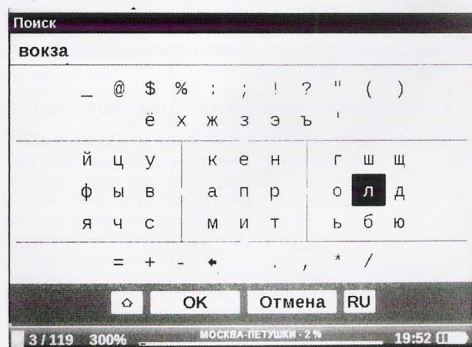 Поиск
вокза
_ @ $ % : ; ! ? " ( )
ё х ж з э ъ '
й ц у к е н г ш щ
ф ы в а п р о л д
я ч с м и т ь б ю
= + - . , * /
OK Отмена RU
3 / 119 300% МОСКВА-ПЕТУШКИ - 2 % 19:52